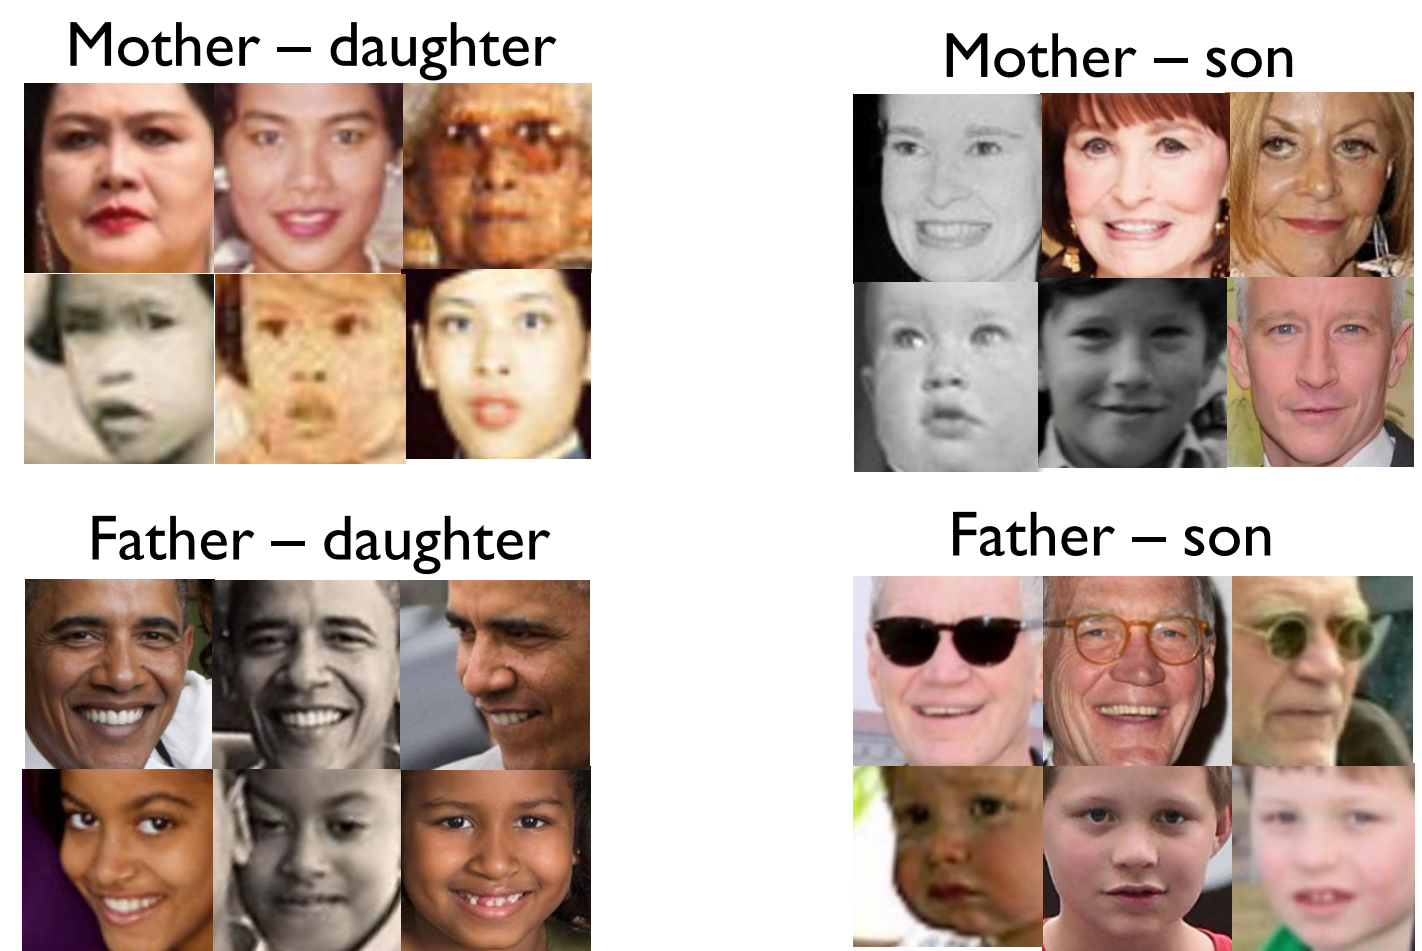 Mother – daughter
Mother – son
Father – daughter
Father – son